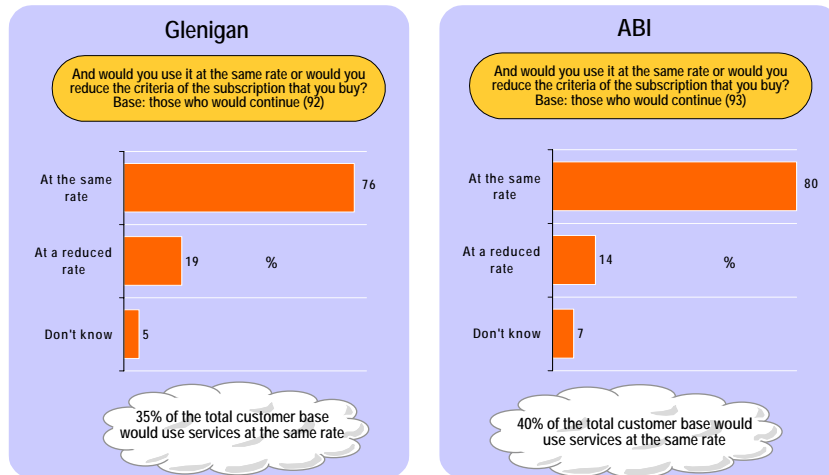 Glenigan
And would you use it at the same rate or would you
reduce the criteria of the subscription that you buy?
Base: those who would continue (92)
At the same
rate
76
At a reduced
rate
19
%
Don't know
5
35% of the total customer base
would use services at the same rate
ABI
And would you use it at the same rate or would you
reduce the criteria of the subscription that you buy?
Base: those who would continue (93)
At the same
rate
80
At a reduced
rate
14
%
Don't know
7
40% of the total customer base would
use services at the same rate